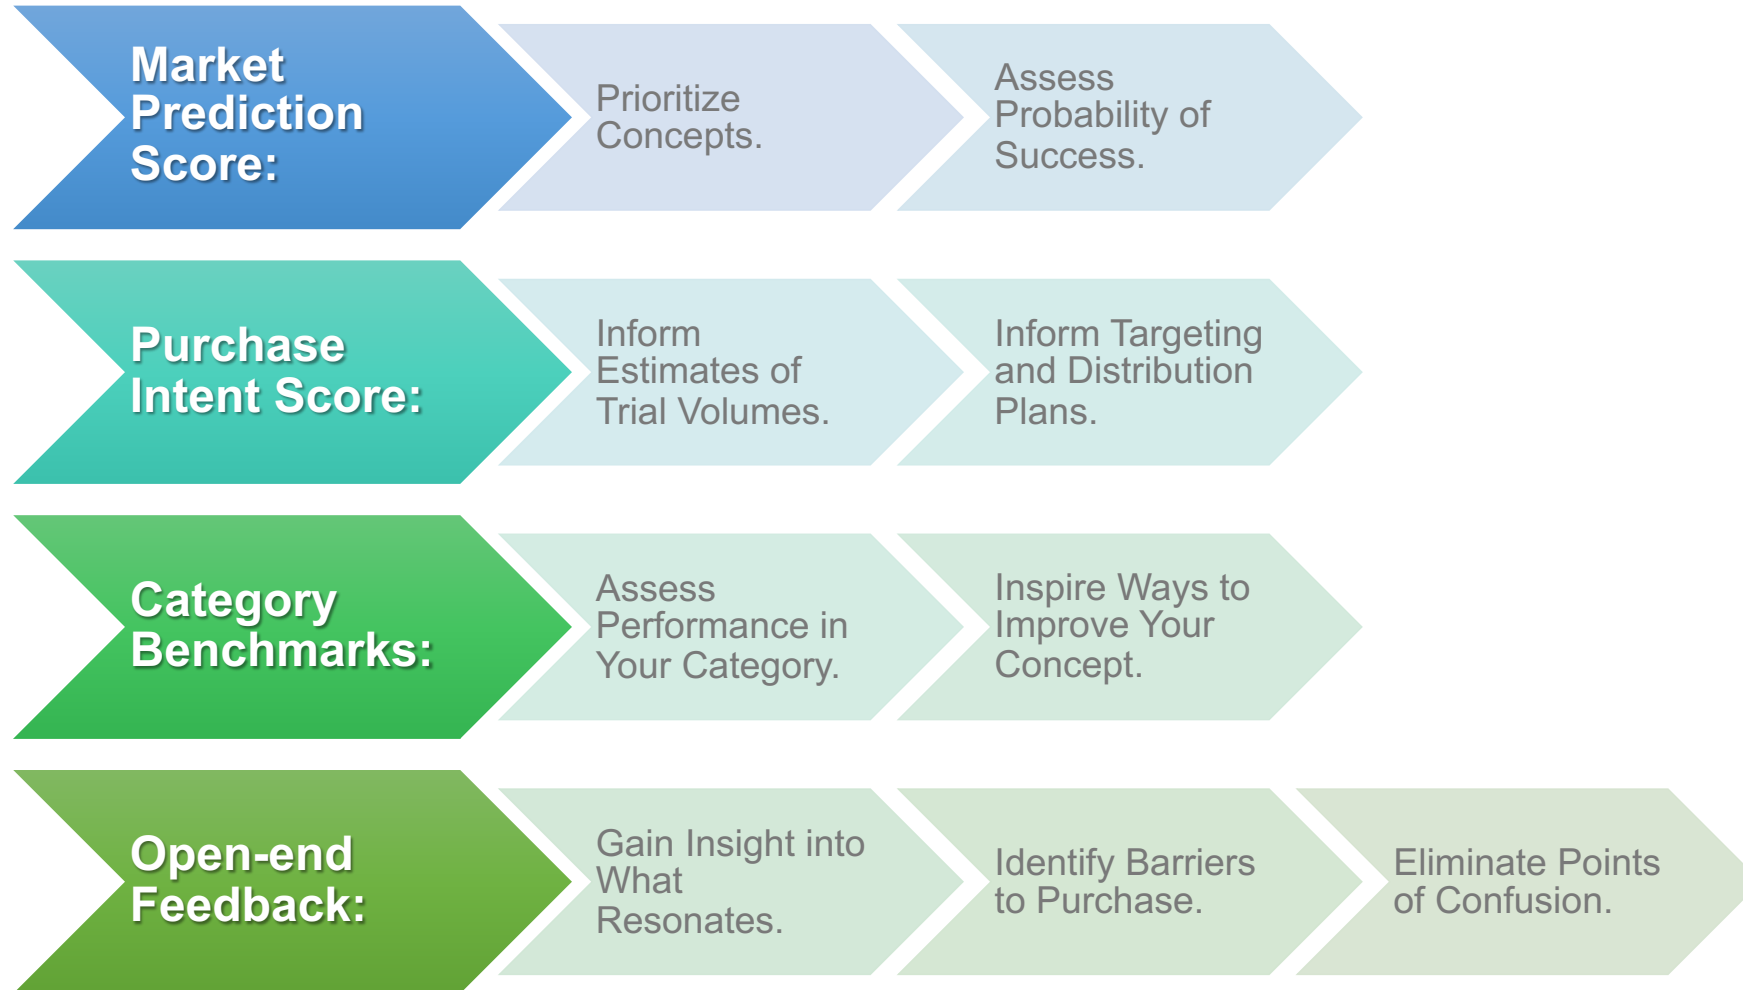 Market
Prediction
Score:
Prioritize
Concepts.
Assess
Probability of
Success.
Purchase
Intent Score:
Inform
Estimates of
Trial Volumes.
Inform Targeting
and Distribution
Plans.
Category
Benchmarks:
Assess
Performance in
Your Category.
Inspire Ways to
Improve Your
Concept.
Open-end
Feedback:
Gain Insight into
What
Resonates.
Identify Barriers
to Purchase.
Eliminate Points
of Confusion.